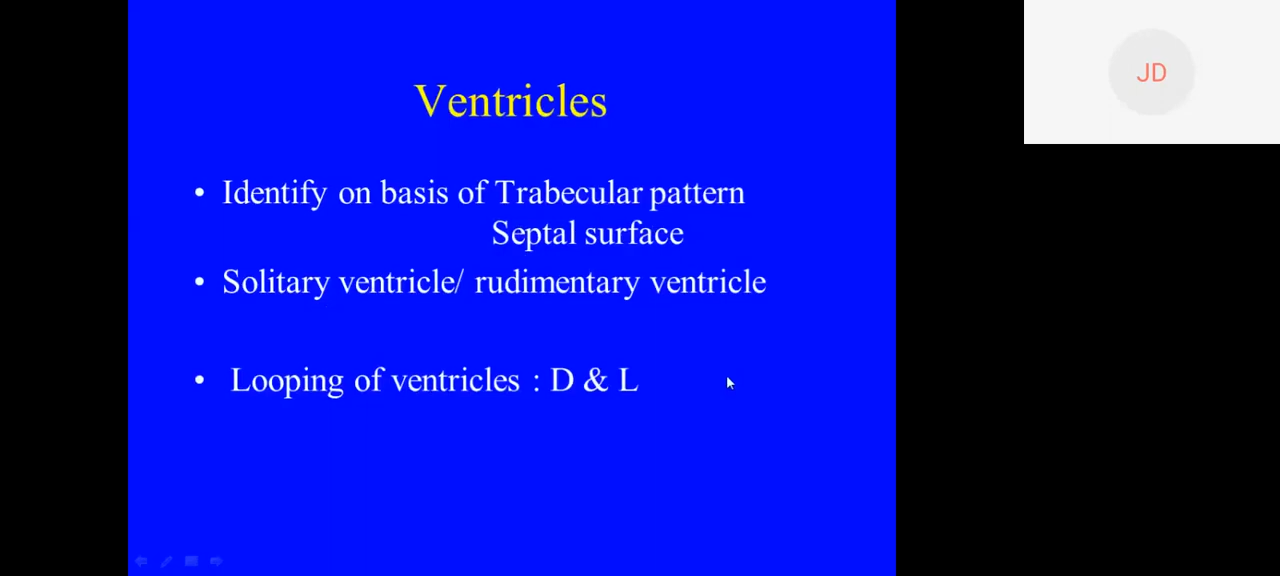 Ventricles
JD
• Identify on basis of Trabecular pattern
Septal surface
• Solitary ventricle/ rudimentary ventricle
• Looping of ventricles : D & L